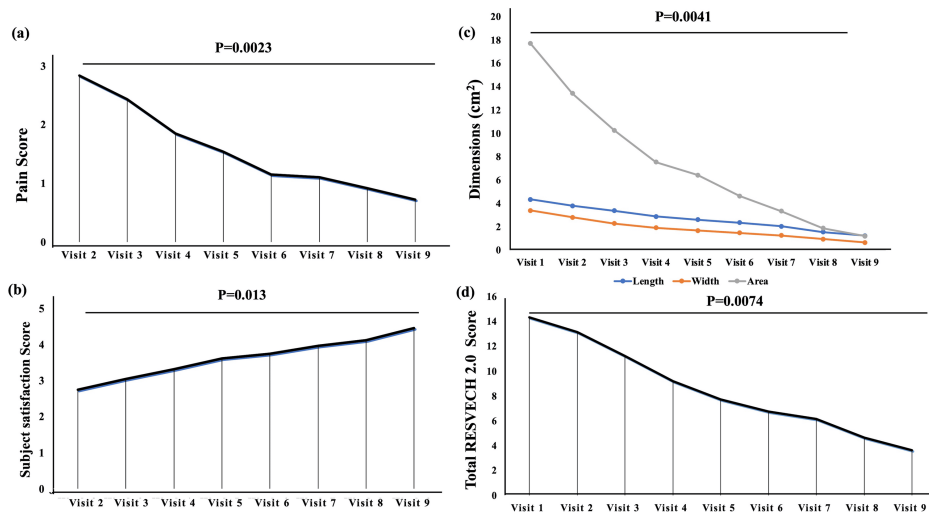 (a)
P=0.0023
Pain Score
3
2
1
0
Visit 2 Visit 3 Visit 4 Visit 5 Visit 6 Visit 7 Visit 8 Visit 9
(b)
P=0.013
Subject satisfaction Score
5
4
3
2
1
0
Visit 2 Visit 3 Visit 4 Visit 5 Visit 6 Visit 7 Visit 8 Visit 9
(c)
P=0.0041
Dimensions (cm²)
20
18
16
14
12
10
8
6
4
2
0
Visit 1 Visit 2 Visit 3 Visit 4 Visit 5 Visit 6 Visit 7 Visit 8 Visit 9
Length Width Area
(d)
P=0.0074
Total RESVECH 2.0 Score
16
14
12
10
8
6
4
2
0
Visit 1 Visit 2 Visit 3 Visit 4 Visit 5 Visit 6 Visit 7 Visit 8 Visit 9